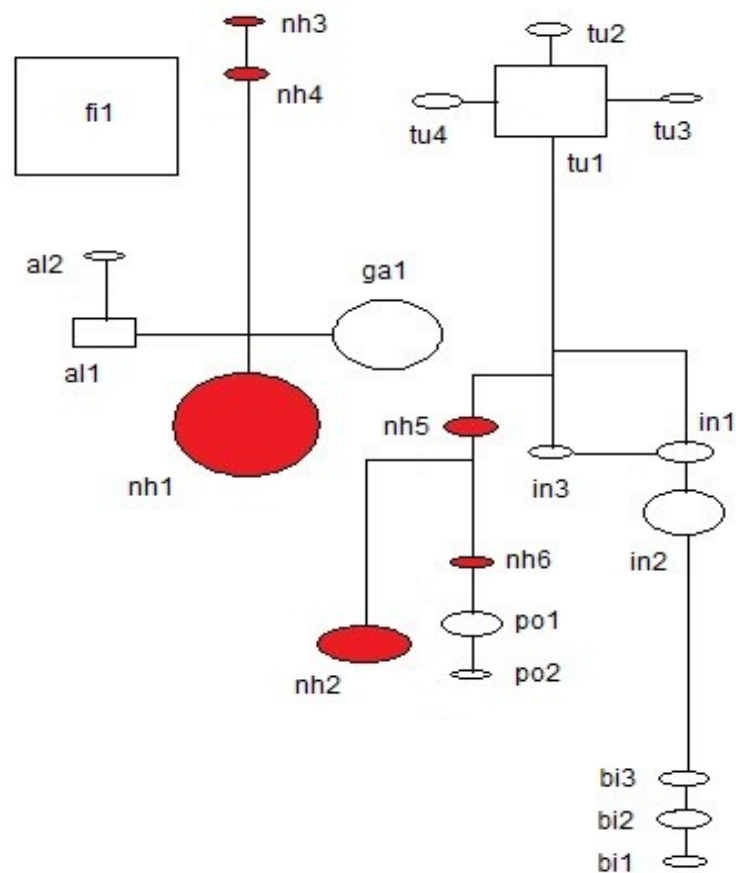 nh3
tu2
nh4
fi1
tu4
tu3
tu1
al2
ga1
al1
nh5
in1
nh1
in3
in2
nh6
po1
nh2
po2
bi3
bi2
bi1